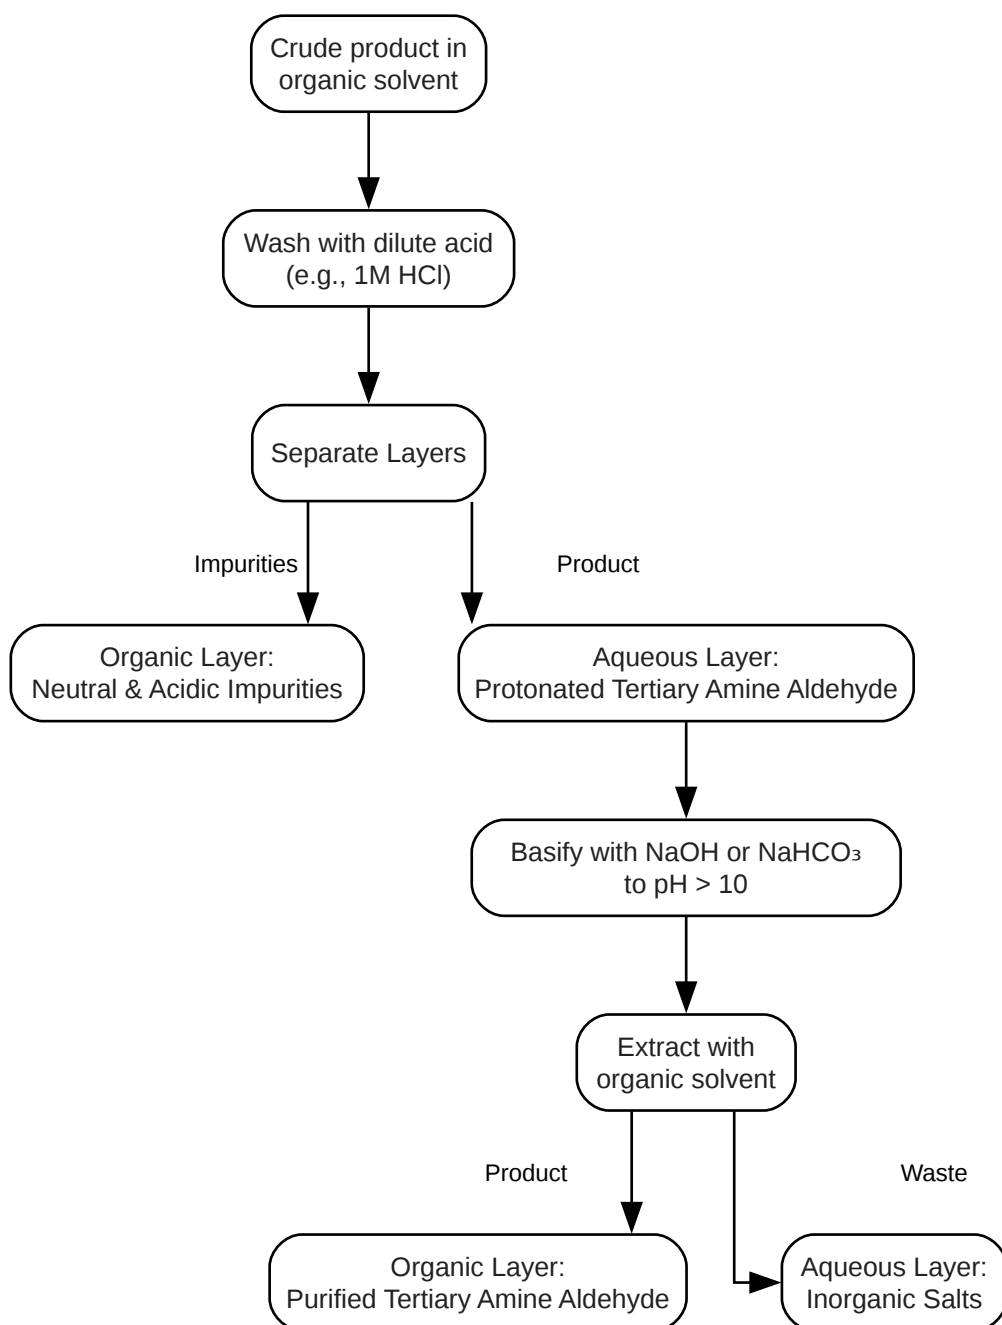 Crude product in
organic solvent
Wash with dilute acid
(e.g., 1M HCl)
Separate Layers
Impurities
Product
Organic Layer:
Neutral & Acidic Impurities
Aqueous Layer:
Protonated Tertiary Amine Aldehyde
Basify with NaOH or NaHCO₃
to pH > 10
Extract with
organic solvent
Product
Waste
Organic Layer:
Purified Tertiary Amine Aldehyde
Aqueous Layer:
Inorganic Salts